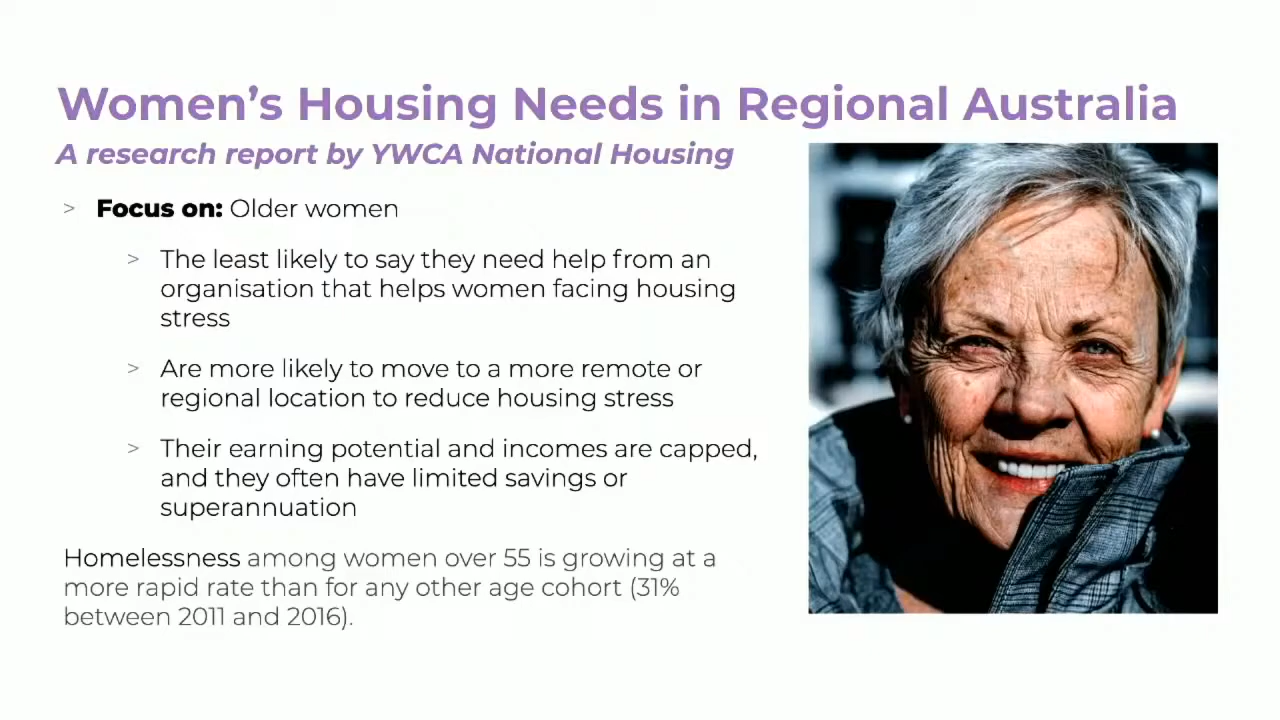 Women’s Housing Needs in Regional Australia
A research report by YWCA National Housing
> Focus on: Older women
> The least likely to say they need help from an
organisation that helps women facing housing
stress
> Are more likely to move to a more remote or
regional location to reduce housing stress
> Their earning potential and incomes are capped,
and they often have limited savings or
superannuation
Homelessness among women over 55 is growing at a
more rapid rate than for any other age cohort (31%
between 2011 and 2016).